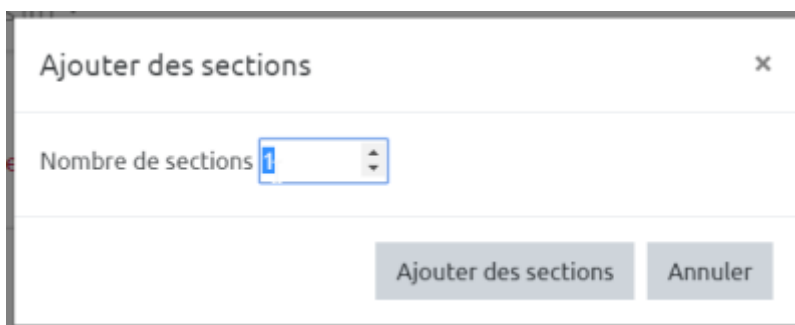 Ajouter des sections ×
Nombre de sections 1
Ajouter des sections Annuler